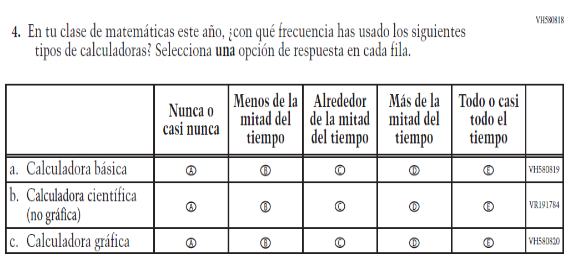 VH580818
4. En tu clase de matemáticas este año, ¿con qué frecuencia has usado los siguientes
tipos de calculadoras? Selecciona una opción de respuesta en cada fila.
Nunca o casi nunca
Menos de la mitad del tiempo
Alrededor de la mitad del tiempo
Más de la mitad del tiempo
Todo o casi todo el tiempo
a. Calculadora básica A B C D E VH580819
b. Calculadora científica
(no gráfica) A B C D E VR191784
c. Calculadora gráfica A B C D E VH580820